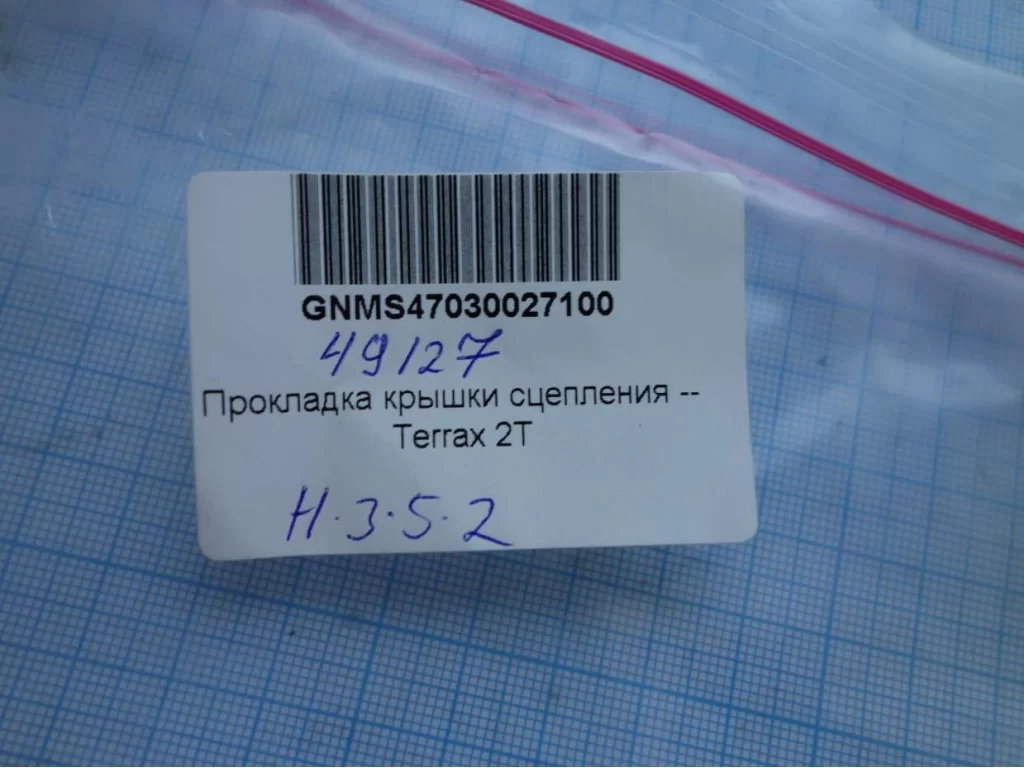 GNMS47030027100
49127
Прокладка крышки сцепления --
Terrax 2T
Н.3.5.2